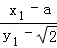 x₁ − a
y₁ − √2